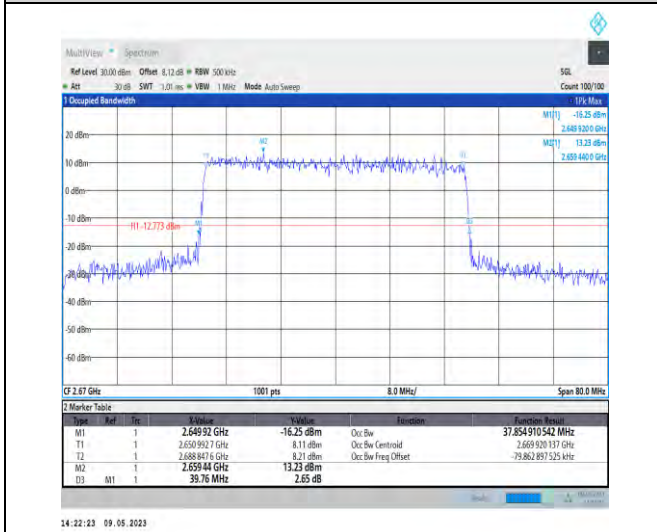 MultiView Spectrum
Ref Level 30.00 dBm Offset 8.12 dB RBW 500 kHz SGL
Att 30 dB SWT 1.01 ms VBW 1 MHz Mode Auto Sweep Count 100/100
1 Occupied Bandwidth 1Pk Max
M1[1] -16.25 dBm
2.649 920 0 GHz
M2[1] 13.23 dBm
2.659 440 0 GHz
20 dBm
M2
10 dBm
0 dBm
-10 dBm
H1 -12.773 dBm
-20 dBm
-30 dBm
-40 dBm
-50 dBm
-60 dBm
CF 2.67 GHz 1001 pts 8.0 MHz/ Span 80.0 MHz
2 Marker Table
Type Ref Trc X-Value Y-Value Function Function Result
M1 1 2.649 92 GHz -16.25 dBm Occ Bw 37.854 910 542 MHz
T1 1 2.650 992 7 GHz 8.11 dBm Occ Bw Centroid 2.669 920 137 GHz
T2 1 2.688 847 6 GHz 8.21 dBm Occ Bw Freq Offset -79.862 897 525 kHz
M2 1 2.659 44 GHz 13.23 dBm
D3 M1 1 39.76 MHz 2.65 dB
14:22:23 09.05.2023